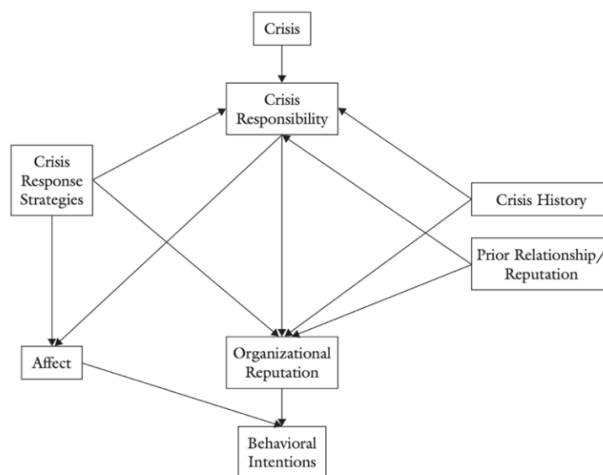 Crisis
Crisis
Responsibility
Crisis
Response
Strategies
Crisis History
Prior Relationship/
Reputation
Affect
Organizational
Reputation
Behavioral
Intentions